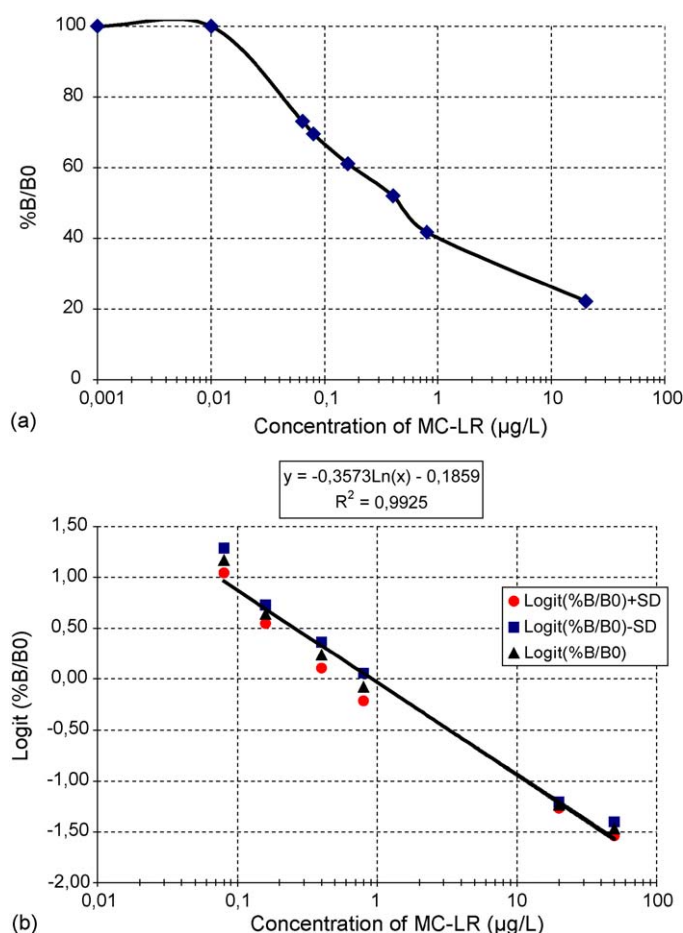 100
80
60
40
20
0
%B/B0
0,001 0,01 0,1 1 10 100
(a)
Concentration of MC-LR (µg/L)
y = -0,3573Ln(x) - 0,1859
R² = 0,9925
1,50
1,00
0,50
0,00
-0,50
-1,00
-1,50
-2,00
Logit (%B/B0)
Logit(%B/B0)+SD
Logit(%B/B0)-SD
Logit(%B/B0)
0,01 0,1 1 10 100
(b)
Concentration of MC-LR (µg/L)